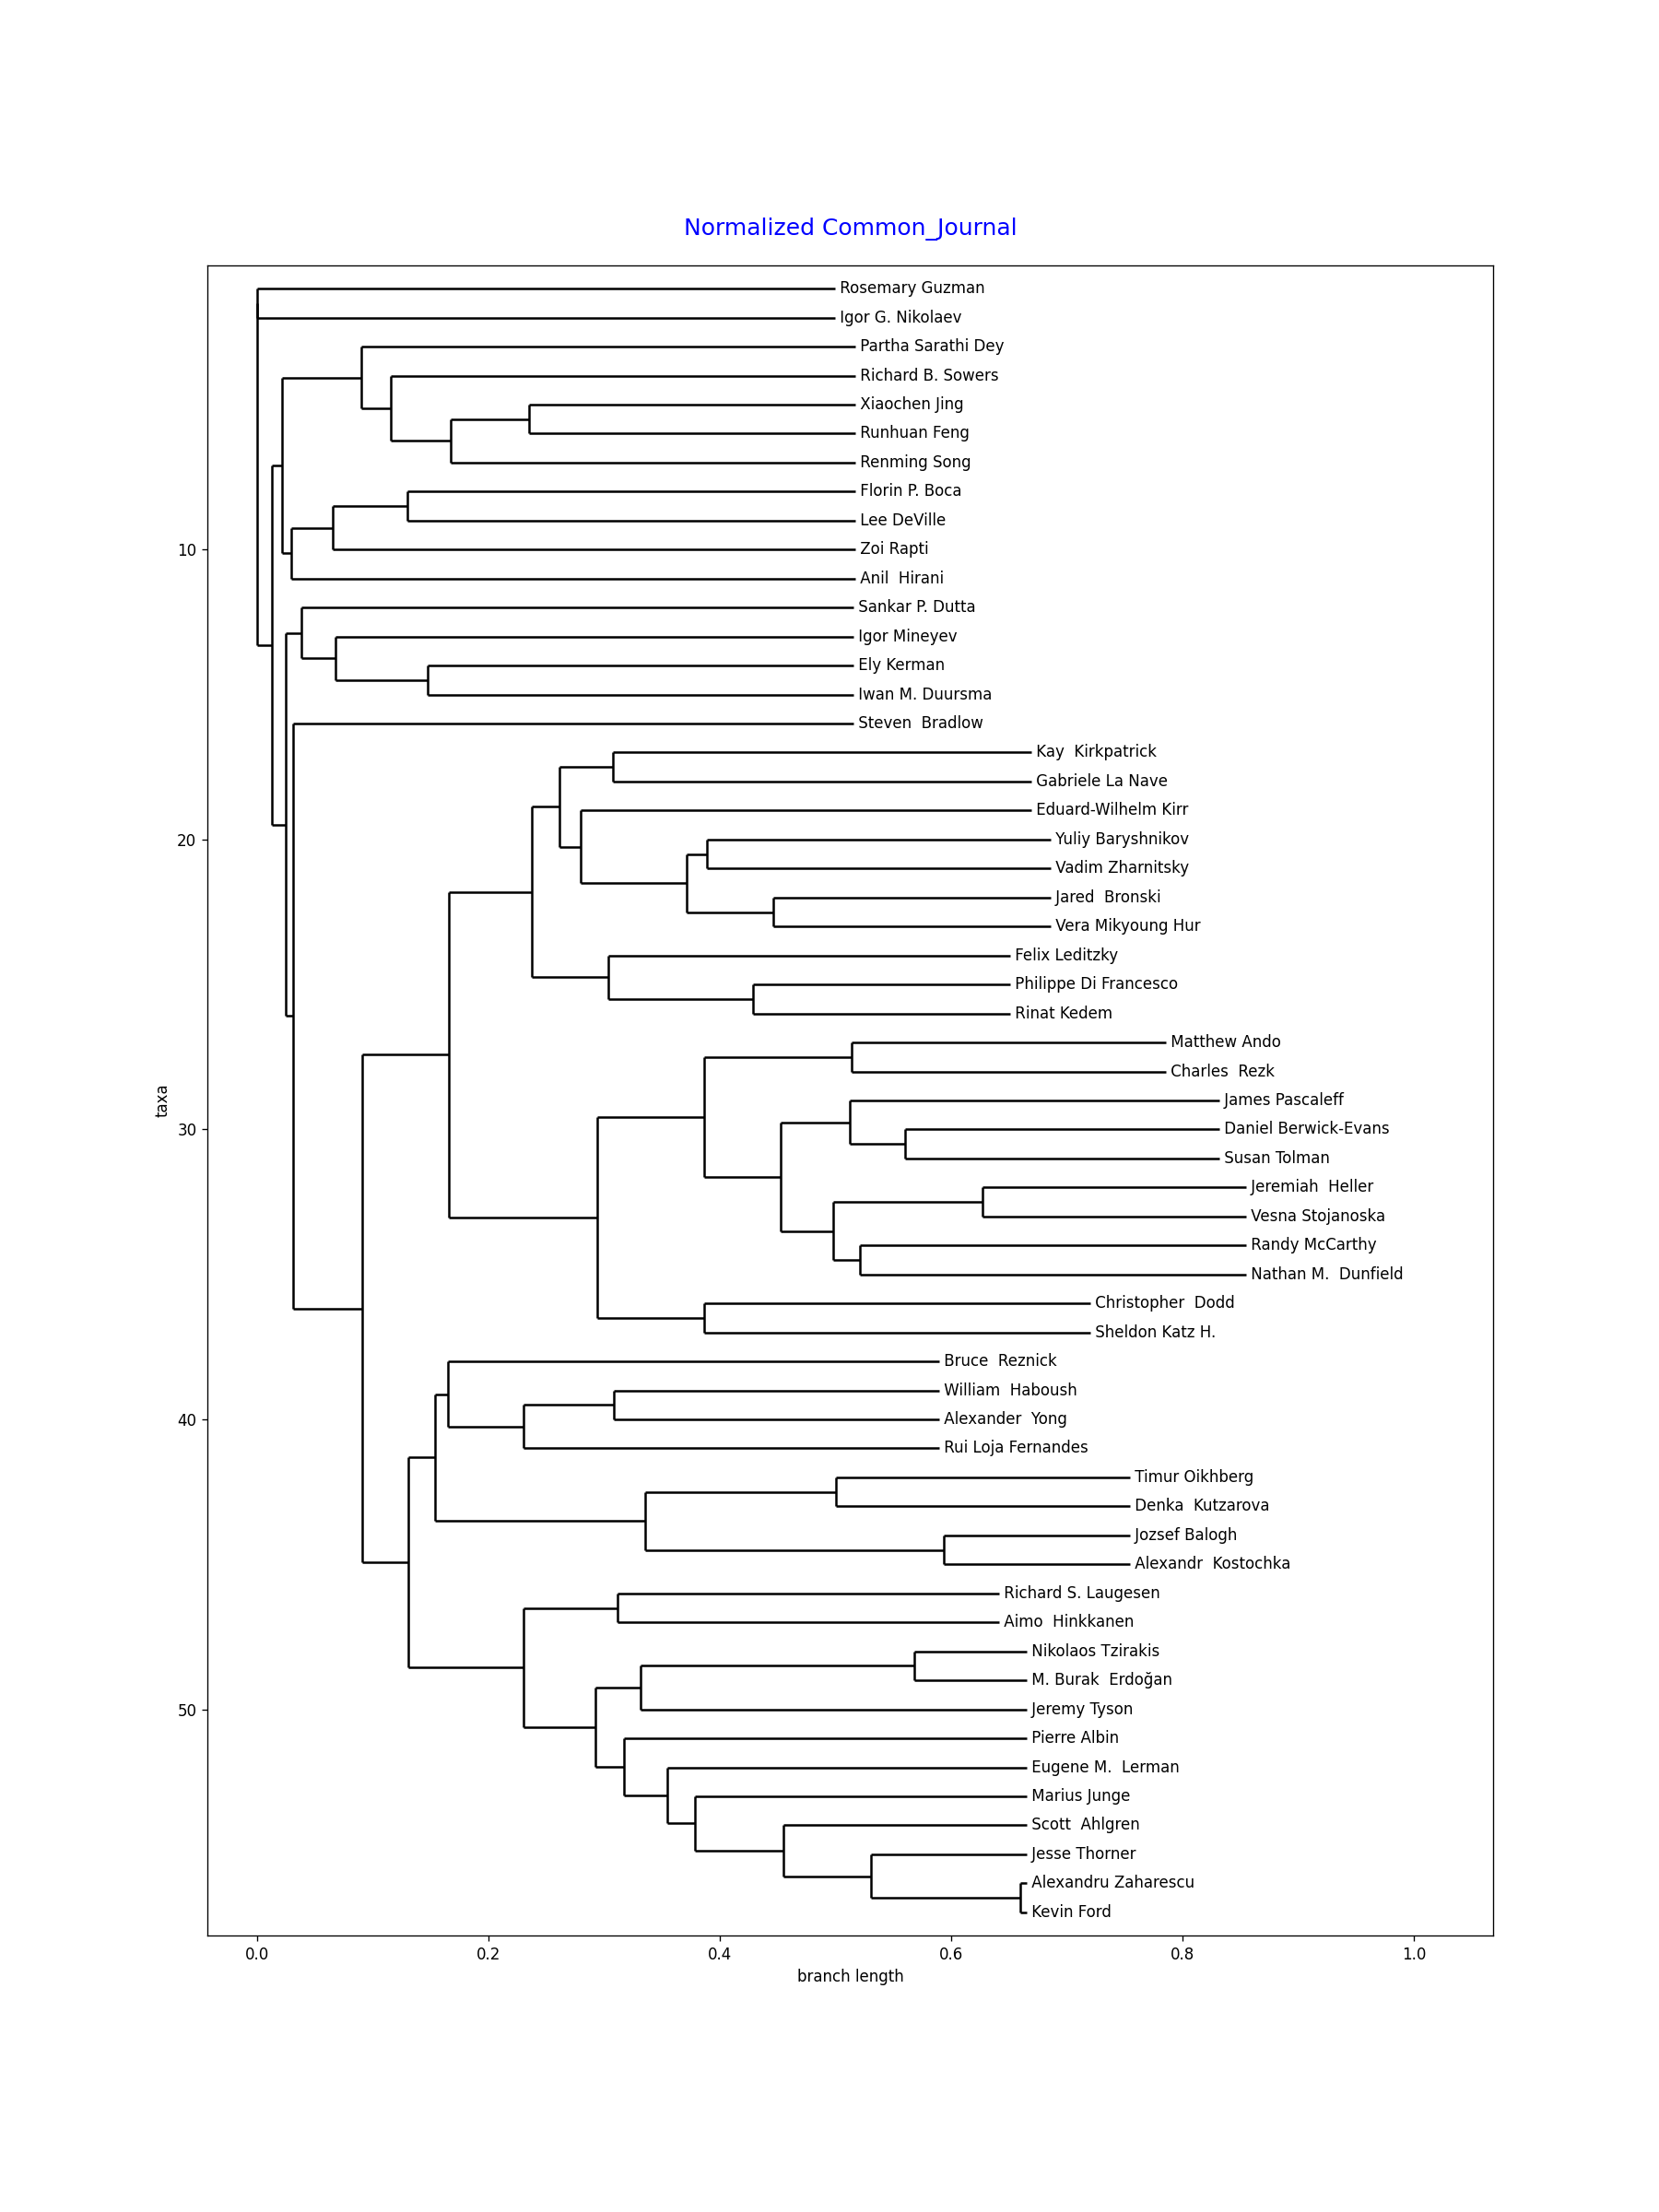 Normalized Common_Journal
Rosemary Guzman
Igor G. Nikolaev
Partha Sarathi Dey
Richard B. Sowers
Xiaochen Jing
Runhuan Feng
Renming Song
Florin P. Boca
Lee DeVille
10
Zoi Rapti
Anil  Hirani
Sankar P. Dutta
Igor Mineyev
Ely Kerman
Iwan M. Duursma
Steven  Bradlow
Kay  Kirkpatrick
Gabriele La Nave
Eduard-Wilhelm Kirr
20
Yuliy Baryshnikov
Vadim Zharnitsky
Jared  Bronski
Vera Mikyoung Hur
Felix Leditzky
Philippe Di Francesco
Rinat Kedem
Matthew Ando
Charles  Rezk
taxa
James Pascaleff
30
Daniel Berwick-Evans
Susan Tolman
Jeremiah  Heller
Vesna Stojanoska
Randy McCarthy
Nathan M.  Dunfield
Christopher  Dodd
Sheldon Katz H.
Bruce  Reznick
William  Haboush
40
Alexander  Yong
Rui Loja Fernandes
Timur Oikhberg
Denka  Kutzarova
Jozsef Balogh
Alexandr  Kostochka
Richard S. Laugesen
Aimo  Hinkkanen
Nikolaos Tzirakis
M. Burak  Erdoğan
50
Jeremy Tyson
Pierre Albin
Eugene M.  Lerman
Marius Junge
Scott  Ahlgren
Jesse Thorner
Alexandru Zaharescu
Kevin Ford
0.0 0.2 0.4 0.6 0.8 1.0
branch length